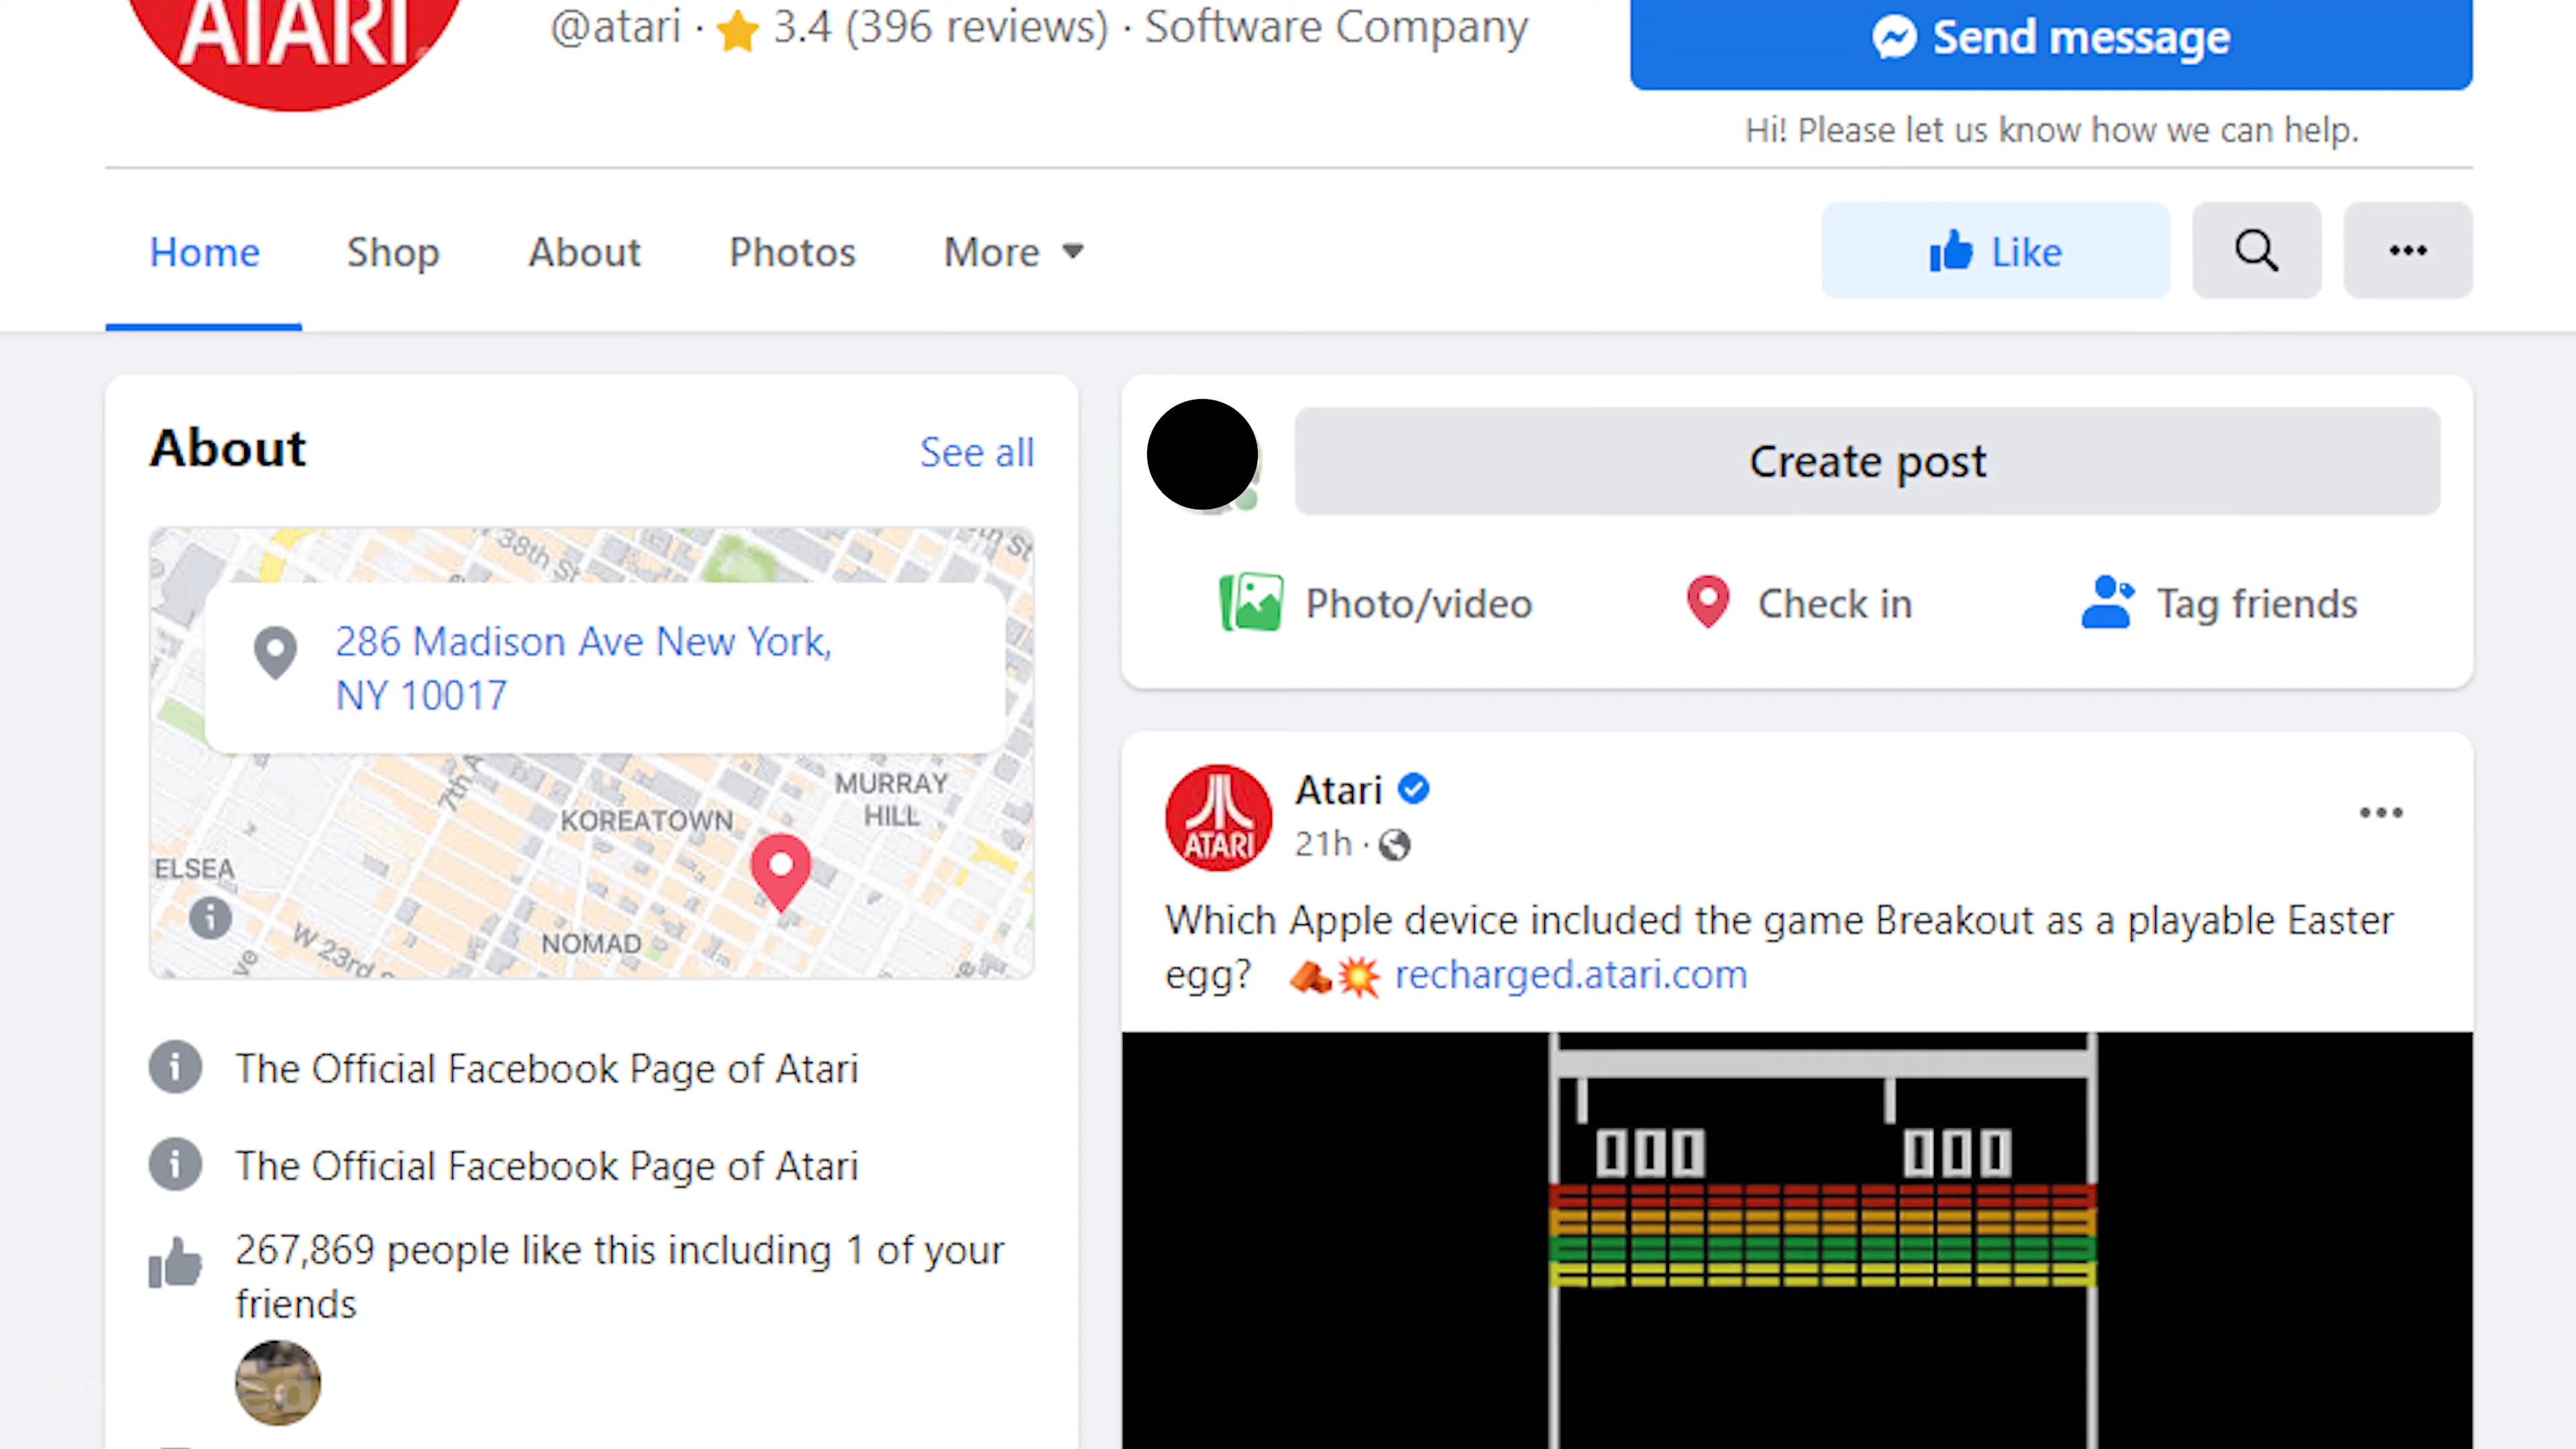 ATARI
@atari · 3.4 (396 reviews) · Software Company
Send message
Hi! Please let us know how we can help.
Home Shop About Photos More
Like
About
See all
38th St
286 Madison Ave New York,
NY 10017
7th A
MURRAY
HILL
KOREATOWN
ELSEA
NOMAD
W 23rd
The Official Facebook Page of Atari
The Official Facebook Page of Atari
267,869 people like this including 1 of your
friends
Create post
Photo/video Check in Tag friends
Atari
ATARI
21h ·
Which Apple device included the game Breakout as a playable Easter
egg? recharged.atari.com
000 000